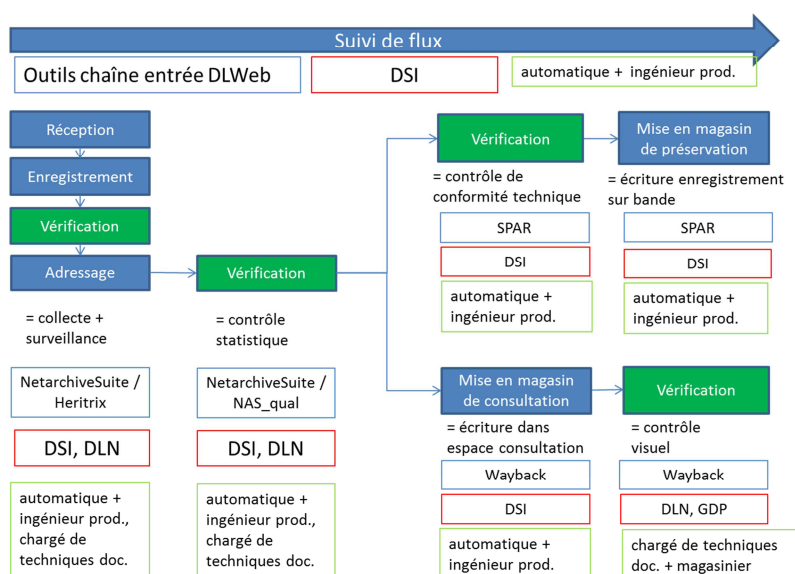 Suivi de flux
Outils chaîne entrée DLWeb
DSI
automatique + ingénieur prod.
Réception
Enregistrement
Vérification
Adressage
= collecte +
surveillance
NetarchiveSuite /
Heritrix
DSI, DLN
automatique +
ingénieur prod.,
chargé de
techniques doc.
Vérification
= contrôle
statistique
NetarchiveSuite /
NAS_qual
DSI, DLN
automatique +
ingénieur prod.,
chargé de
techniques doc.
Vérification
= contrôle de
conformité technique
SPAR
DSI
automatique +
ingénieur prod.
Mise en magasin
de préservation
= écriture enregistrement
sur bande
SPAR
DSI
automatique +
ingénieur prod.
Mise en magasin
de consultation
= écriture dans
espace consultation
Wayback
DSI
automatique +
ingénieur prod.
Vérification
= contrôle
visuel
Wayback
DLN, GDP
chargé de techniques
doc. + magasinier